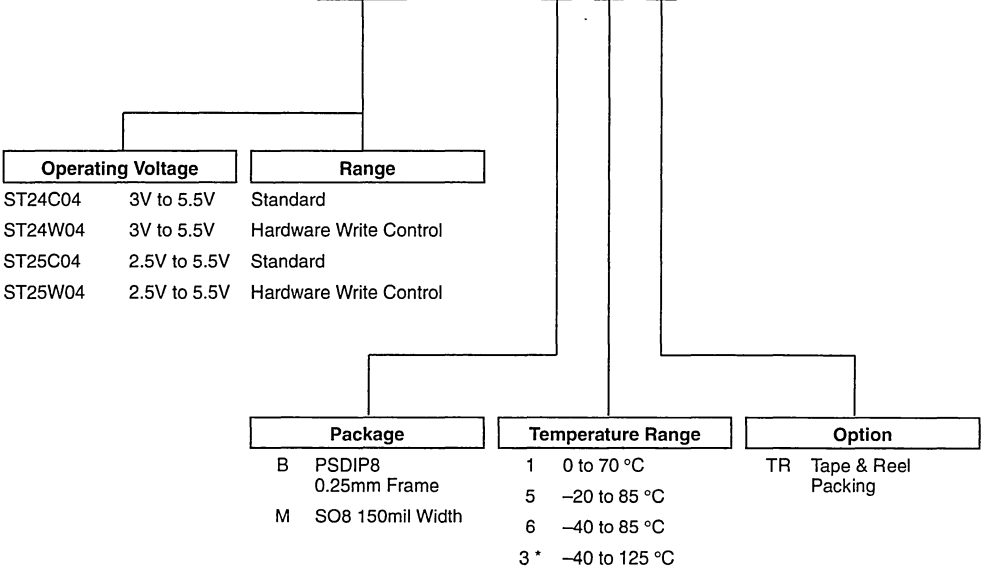 Operating Voltage Range
ST24C04 3V to 5.5V Standard
ST24W04 3V to 5.5V Hardware Write Control
ST25C04 2.5V to 5.5V Standard
ST25W04 2.5V to 5.5V Hardware Write Control
Package
B PSDIP8
0.25mm Frame
M SO8 150mil Width
Temperature Range
1 0 to 70 °C
5 –20 to 85 °C
6 –40 to 85 °C
3 * –40 to 125 °C
Option
TR Tape & Reel
Packing